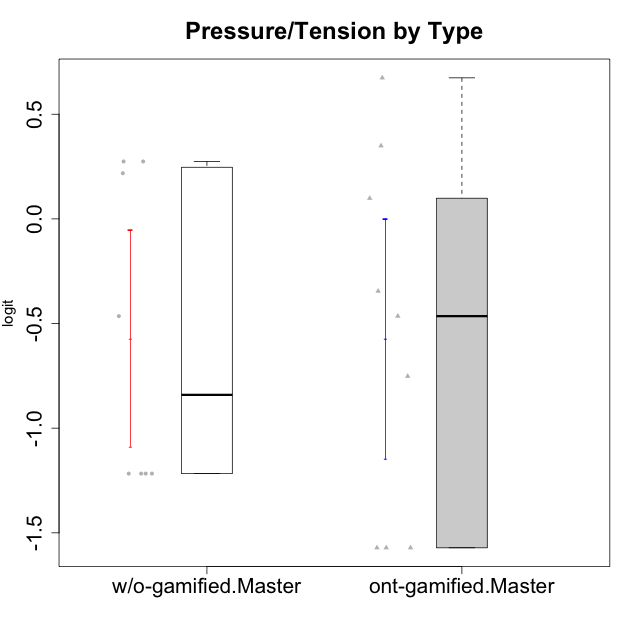 Pressure/Tension by Type
0.5
0.0
-0.5
-1.0
-1.5
logit
w/o-gamified.Master
ont-gamified.Master